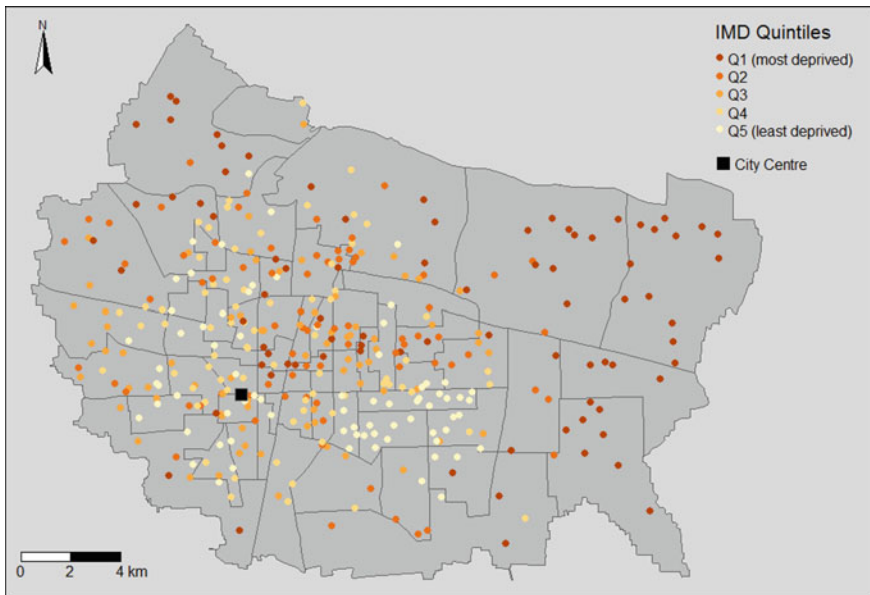 N
IMD Quintiles
Q1 (most deprived)
Q2
Q3
Q4
Q5 (least deprived)
City Centre
0 2 4 km